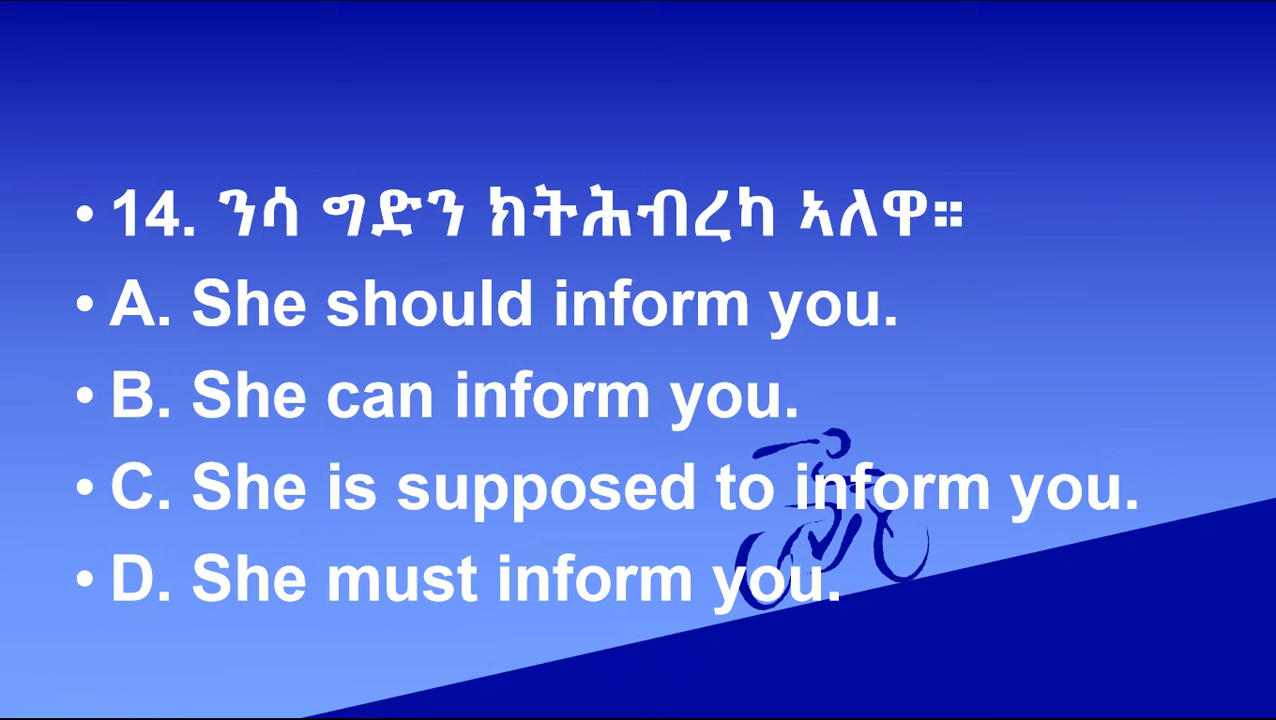 • 14. ንሳ ግድን ክትሕብረካ ኣለዋ።
• A. She should inform you.
• B. She can inform you.
• C. She is supposed to inform you.
• D. She must inform you.